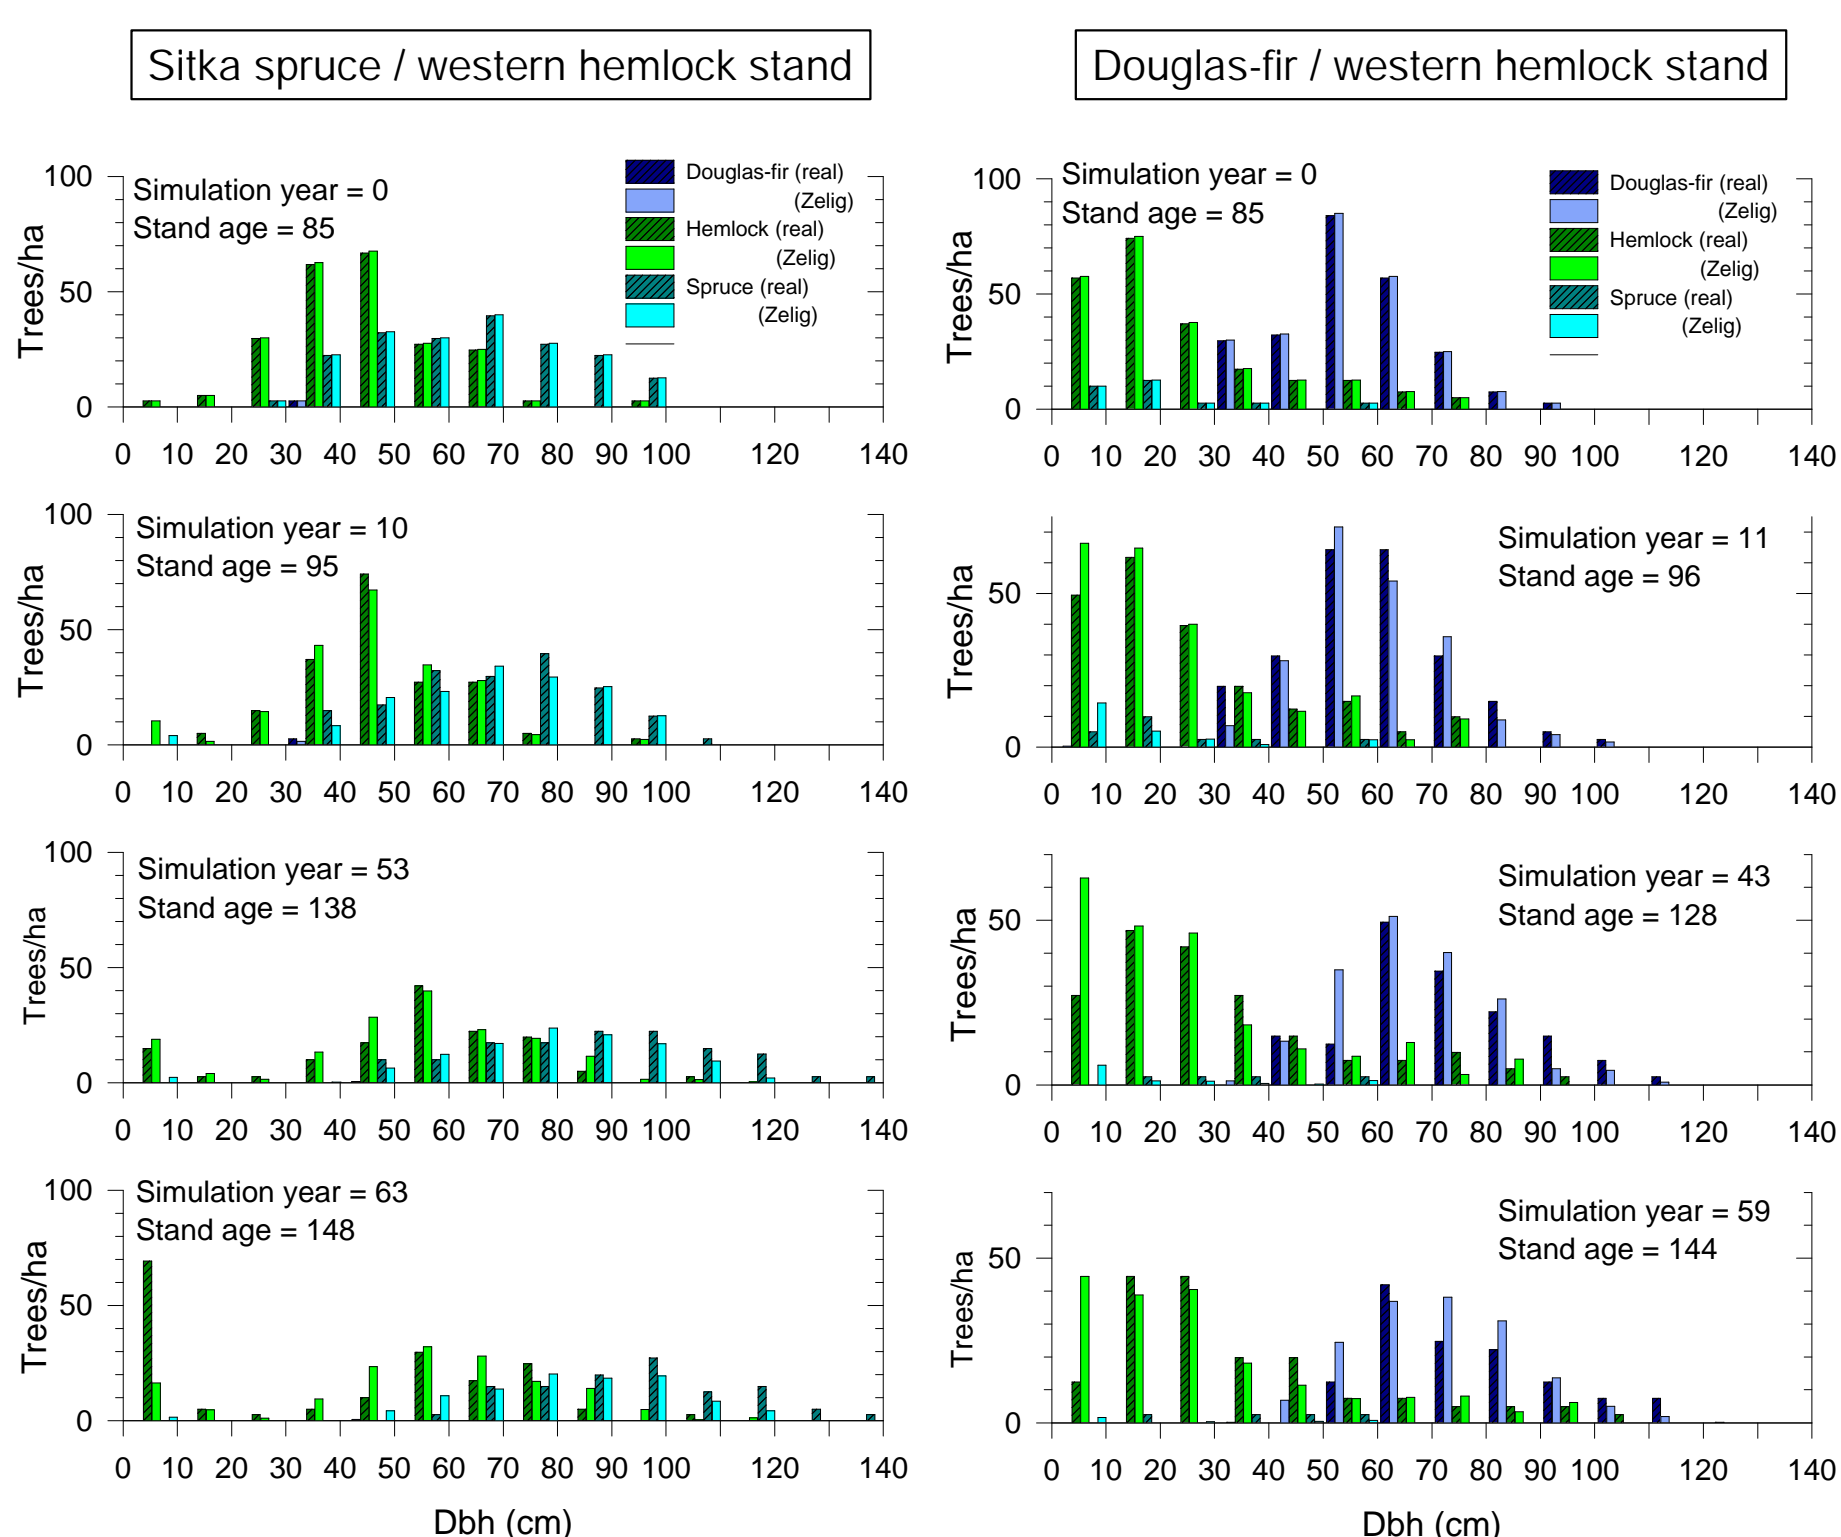 Sitka spruce / western hemlock stand
Douglas-fir / western hemlock stand
Simulation year = 0
Stand age = 85
Douglas-fir (real)
(Zelig)
Hemlock (real)
(Zelig)
Spruce (real)
(Zelig)
Trees/ha
100
50
0
0 10 20 30 40 50 60 70 80 90 100 120 140
Simulation year = 0
Stand age = 85
Douglas-fir (real)
(Zelig)
Hemlock (real)
(Zelig)
Spruce (real)
(Zelig)
Trees/ha
100
50
0
0 10 20 30 40 50 60 70 80 90 100 120 140
Simulation year = 10
Stand age = 95
Trees/ha
100
50
0
0 10 20 30 40 50 60 70 80 90 100 120 140
Simulation year = 11
Stand age = 96
Trees/ha
50
0
0 10 20 30 40 50 60 70 80 90 100 120 140
Simulation year = 53
Stand age = 138
Trees/ha
100
50
0
0 10 20 30 40 50 60 70 80 90 100 120 140
Simulation year = 43
Stand age = 128
Trees/ha
50
0
0 10 20 30 40 50 60 70 80 90 100 120 140
Simulation year = 63
Stand age = 148
Trees/ha
100
50
0
0 10 20 30 40 50 60 70 80 90 100 120 140
Dbh (cm)
Simulation year = 59
Stand age = 144
Trees/ha
50
0
0 10 20 30 40 50 60 70 80 90 100 120 140
Dbh (cm)